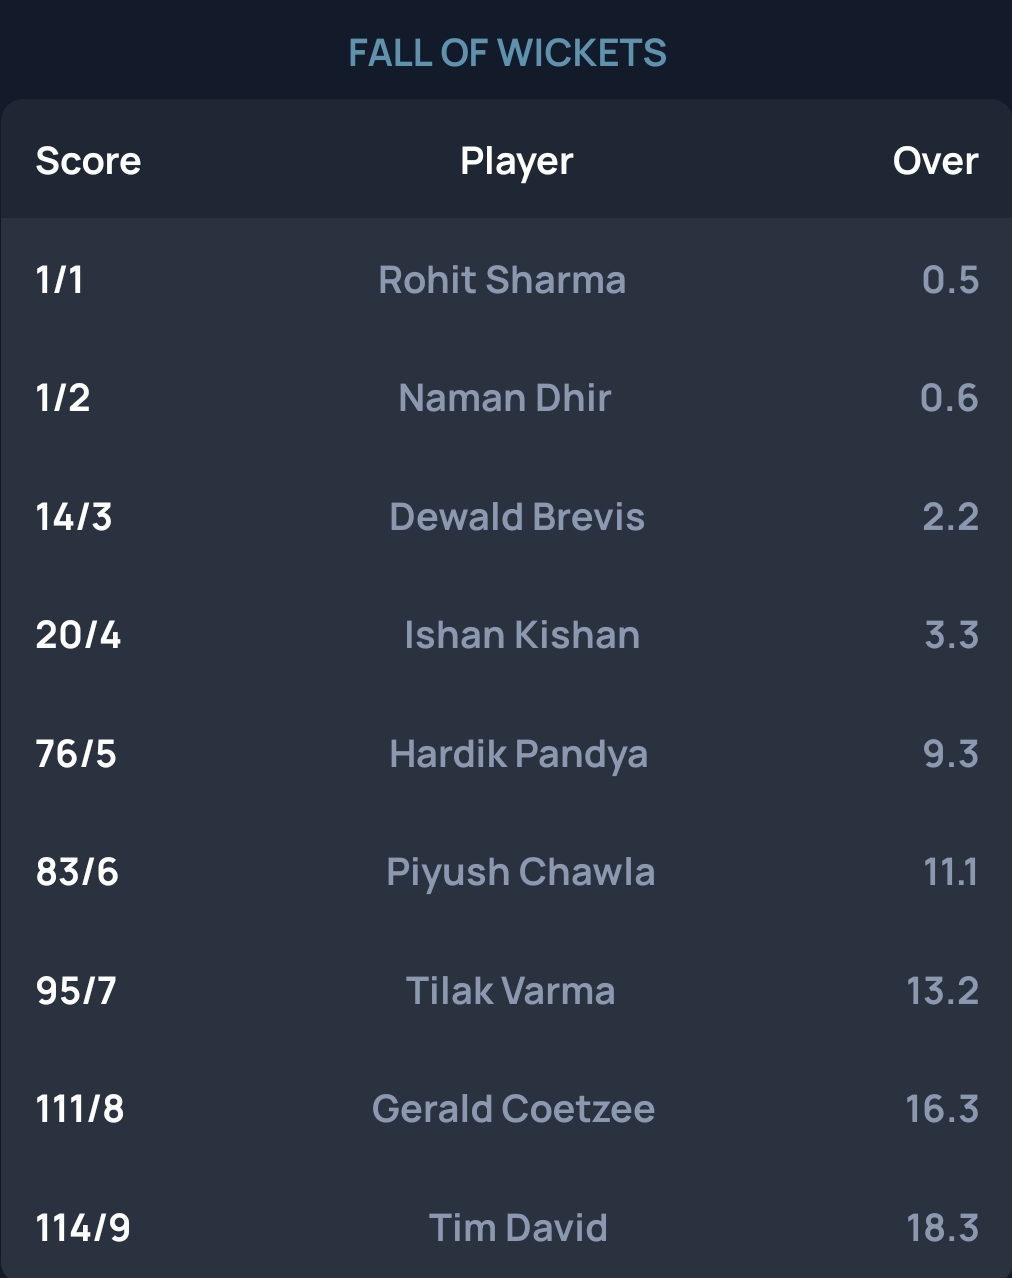 FALL OF WICKETS
Score Player Over
1/1 Rohit Sharma 0.5
1/2 Naman Dhir 0.6
14/3 Dewald Brevis 2.2
20/4 Ishan Kishan 3.3
76/5 Hardik Pandya 9.3
83/6 Piyush Chawla 11.1
95/7 Tilak Varma 13.2
111/8 Gerald Coetzee 16.3
114/9 Tim David 18.3